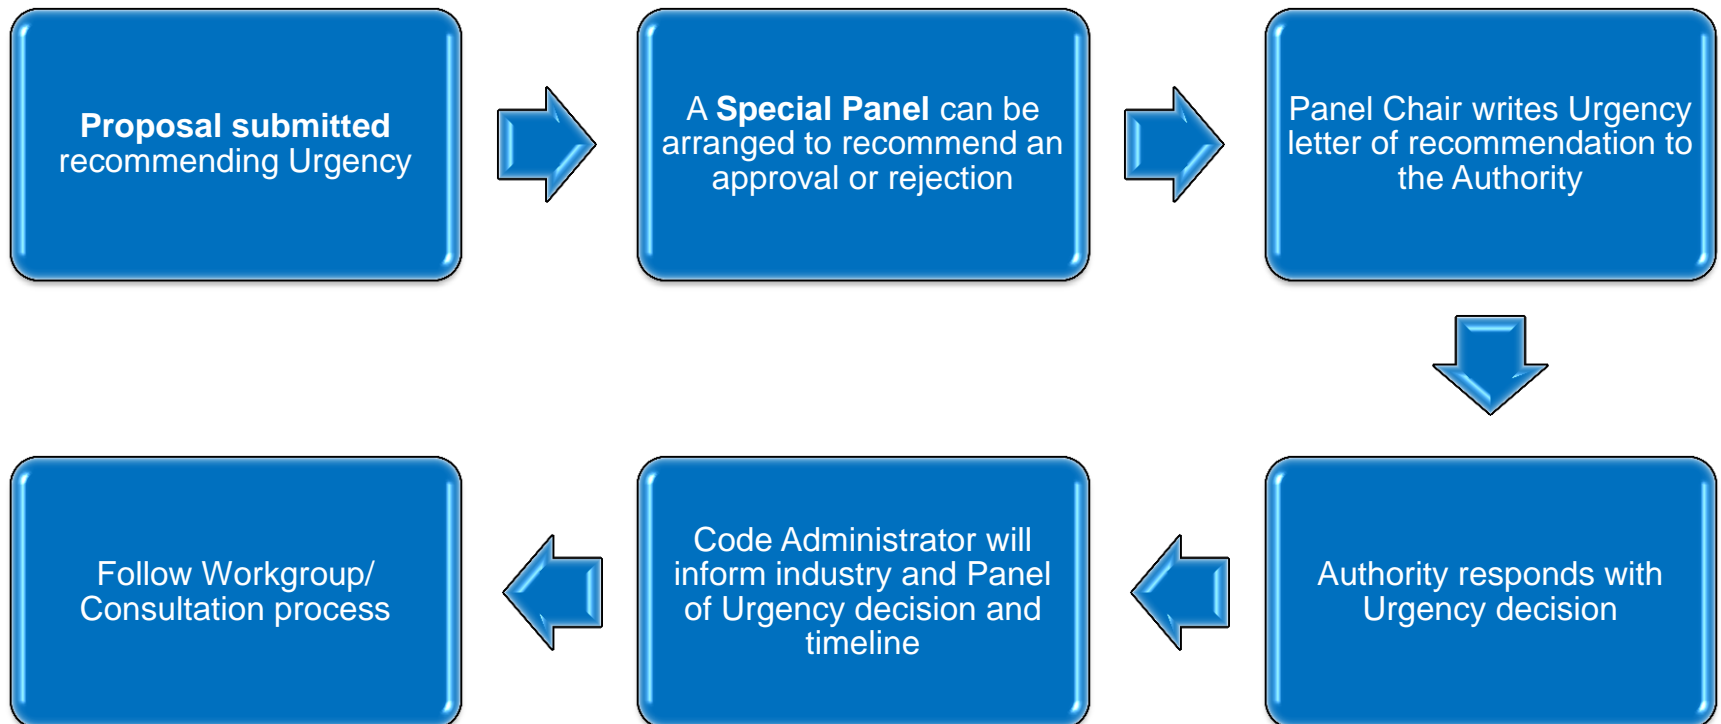 Proposal submitted
recommending Urgency
A Special Panel can be
arranged to recommend an
approval or rejection
Panel Chair writes Urgency
letter of recommendation to
the Authority
Authority responds with
Urgency decision
Code Administrator will
inform industry and Panel
of Urgency decision and
timeline
Follow Workgroup/
Consultation process